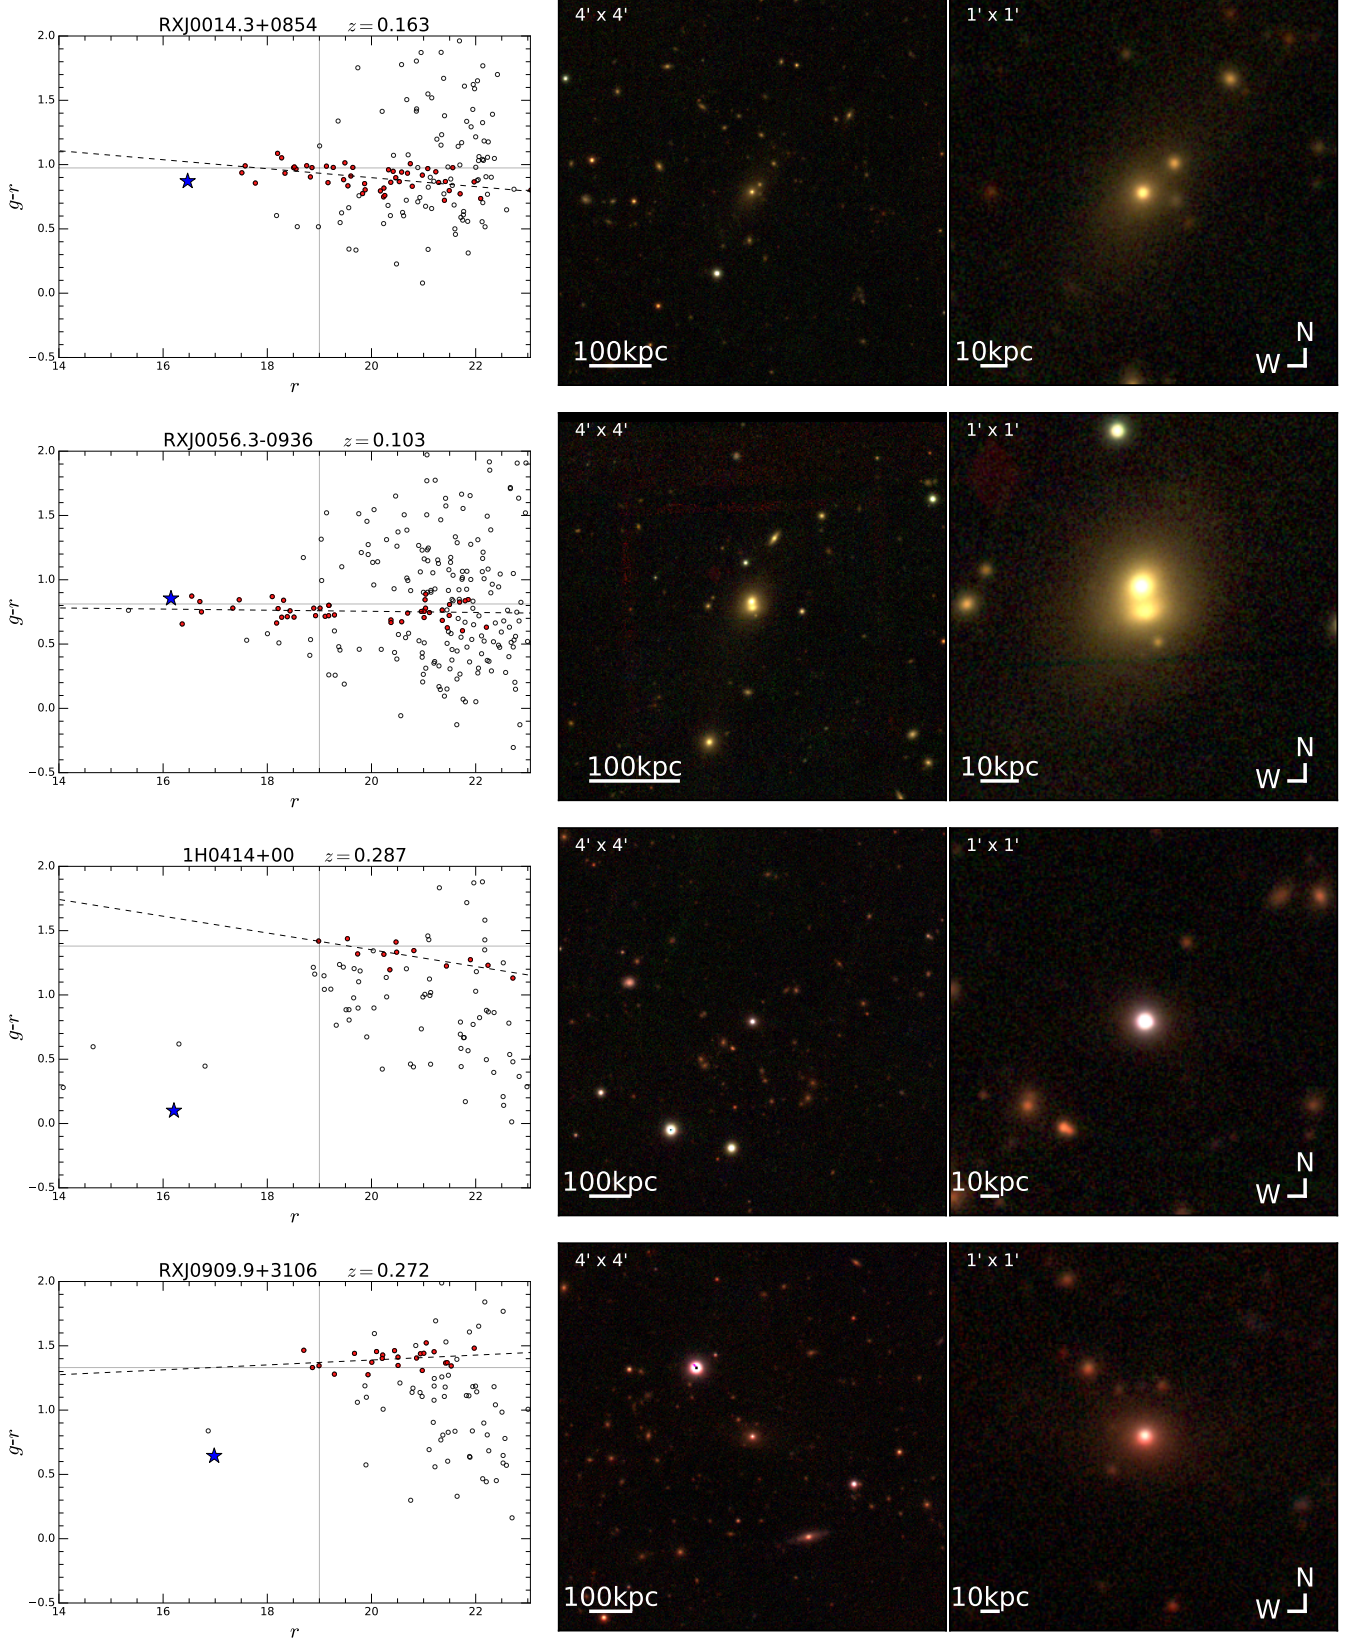 RXJ0014.3+0854 z=0.163
2.0
1.5
1.0
0.5
0.0
−0.5
g-r
14 16 18 20 22
r
4' x 4'
100kpc
1' x 1'
10kpc
N
W
RXJ0056.3-0936 z=0.103
2.0
1.5
1.0
0.5
0.0
−0.5
g-r
14 16 18 20 22
r
4' x 4'
100kpc
1' x 1'
10kpc
N
W
1H0414+00 z=0.287
2.0
1.5
1.0
0.5
0.0
−0.5
g-r
14 16 18 20 22
r
4' x 4'
100kpc
1' x 1'
10kpc
N
W
RXJ0909.9+3106 z=0.272
2.0
1.5
1.0
0.5
0.0
−0.5
g-r
14 16 18 20 22
r
4' x 4'
100kpc
1' x 1'
10kpc
N
W